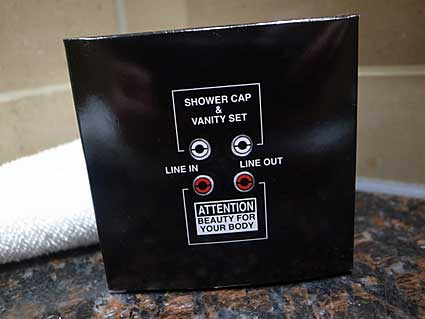 SHOWER CAP
&
VANITY SET
LINE IN
LINE OUT
ATTENTION
BEAUTY FOR
YOUR BODY